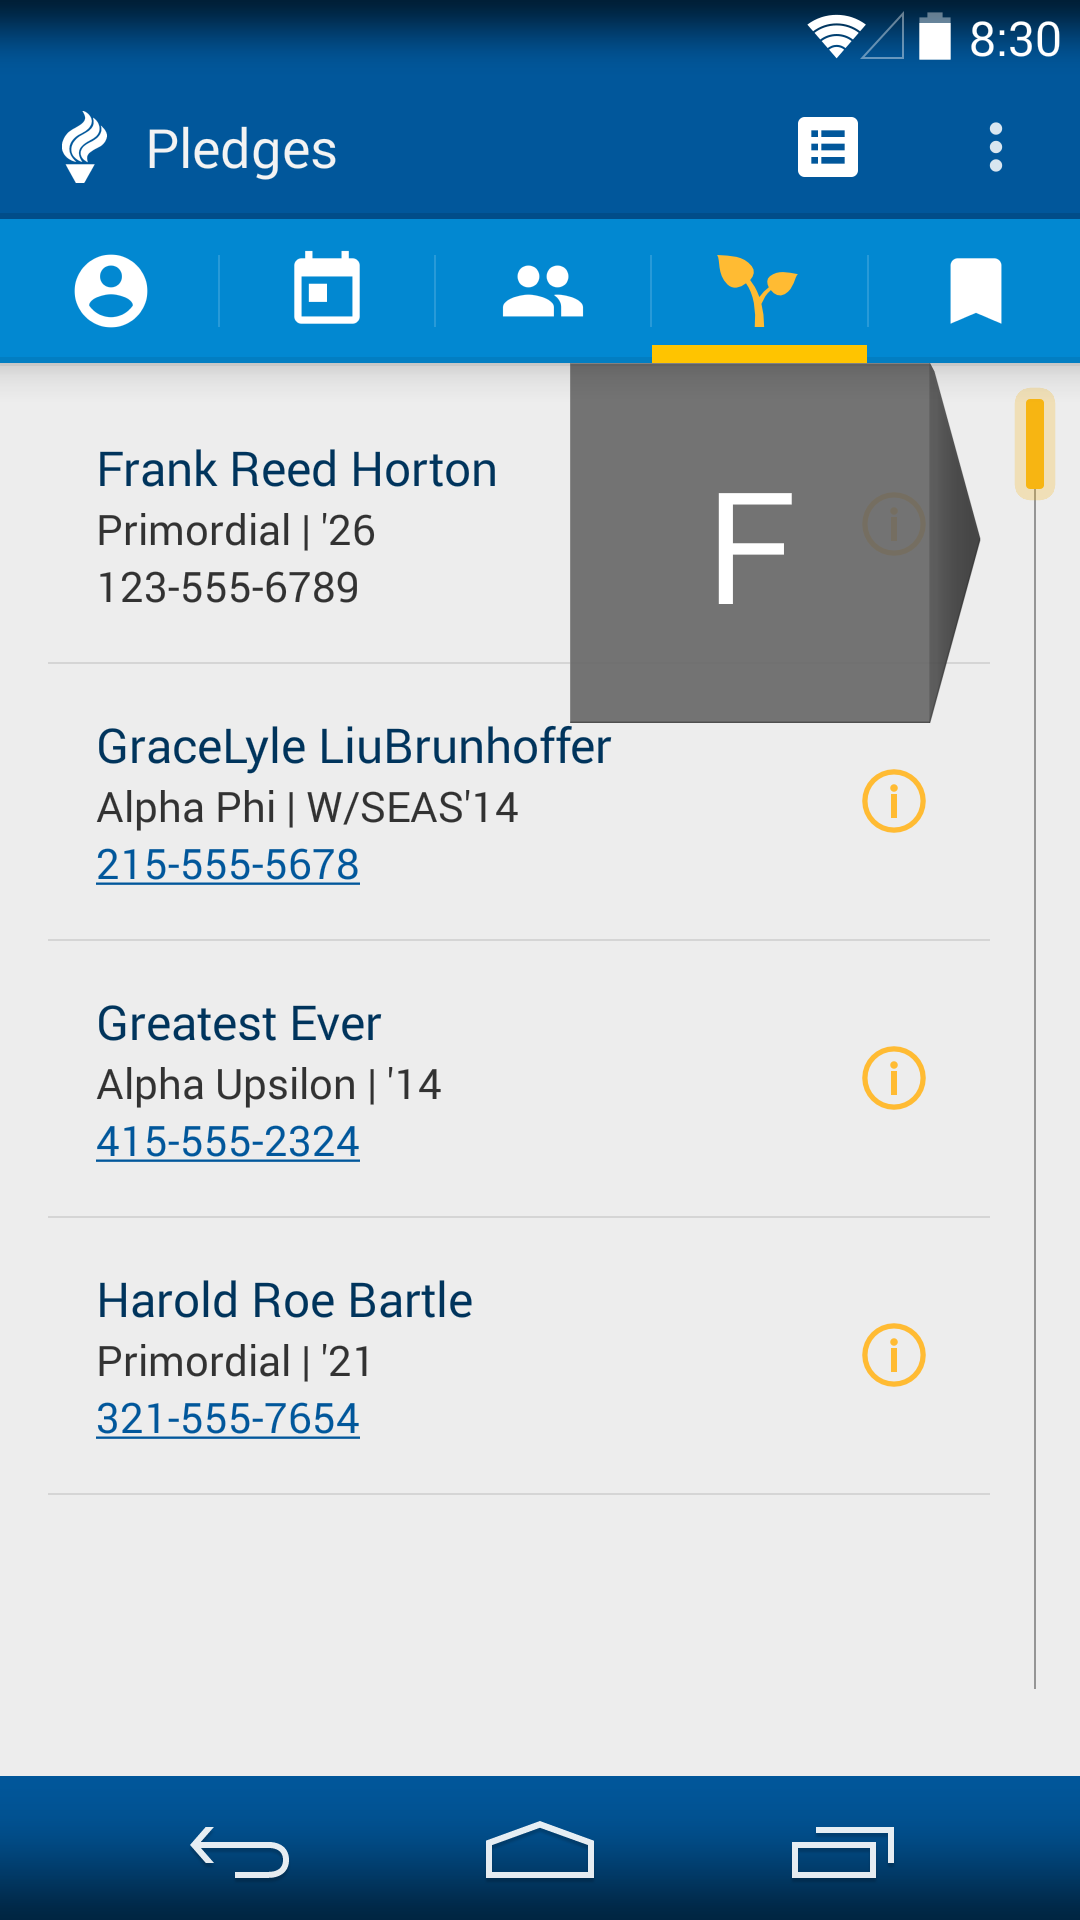 8:30
Pledges
F
Frank Reed Horton
Primordial | '26
123-555-6789
GraceLyle LiuBrunhoffer
Alpha Phi | W/SEAS'14
215-555-5678
Greatest Ever
Alpha Upsilon | '14
415-555-2324
Harold Roe Bartle
Primordial | '21
321-555-7654